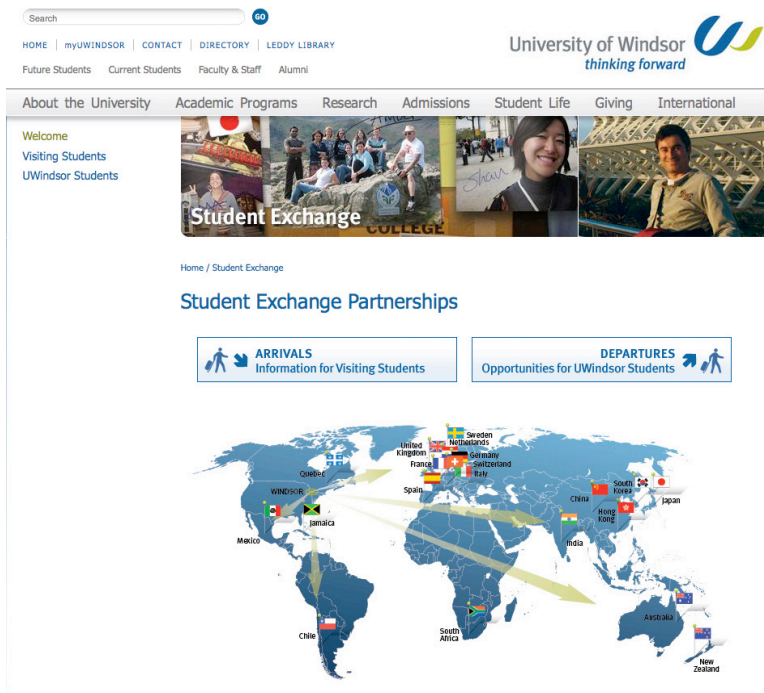 Search GO
HOME myUWINDSOR CONTACT DIRECTORY LEDDY LIBRARY
Future Students Current Students Faculty & Staff Alumni
University of Windsor
thinking forward
About the University Academic Programs Research Admissions Student Life Giving International
Welcome
Visiting Students
UWindsor Students
Shan
Student Exchange
COLLEGE
Home / Student Exchange
Student Exchange Partnerships
ARRIVALS
Information for Visiting Students
DEPARTURES
Opportunities for UWindsor Students
Sweden
United
Kingdom
Netherlands
Germany
France
Switzerland
Italy
Spain
Quebec
WINDSOR
Jamaica
Mexico
China
South
Korea
Japan
Hong
Kong
India
Chile
South
Africa
Australia
New
Zealand